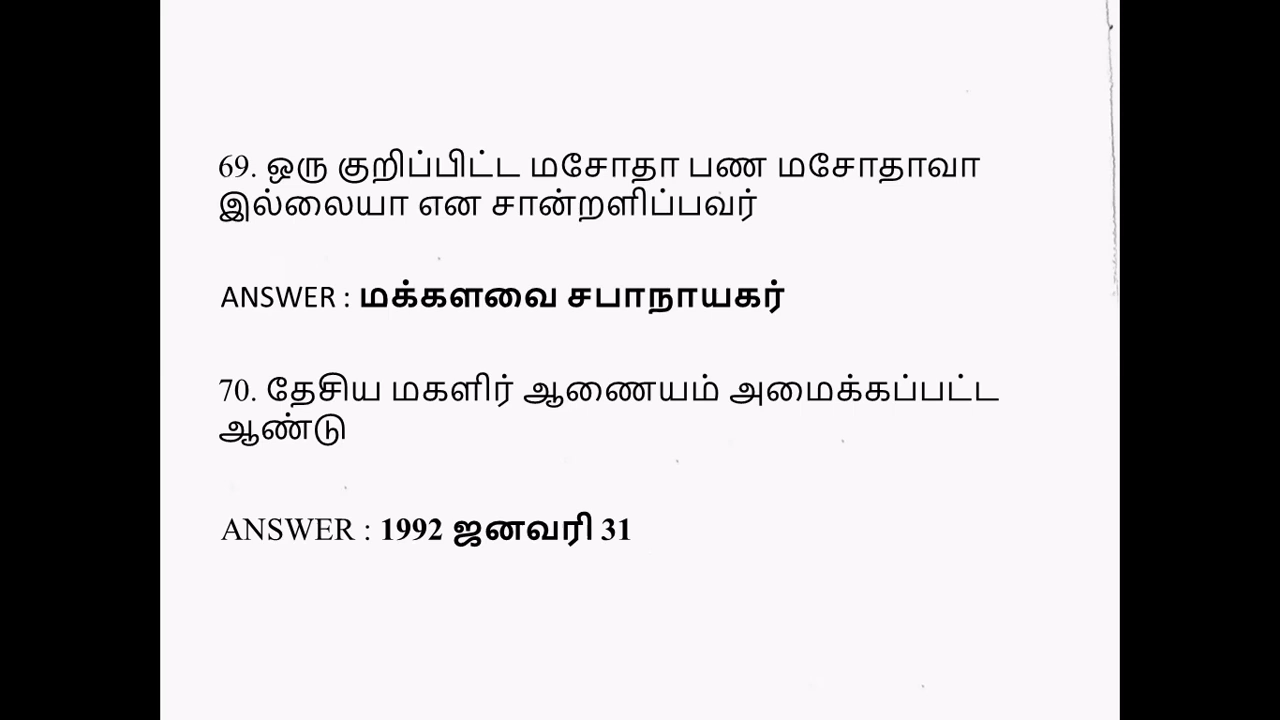 69. ஒரு குறிப்பிட்ட மசோதா பண மசோதாவா
இல்லையா என சான்றளிப்பவர்
ANSWER : மக்களவை சபாநாயகர்
70. தேசிய மகளிர் ஆணையம் அமைக்கப்பட்ட
ஆண்டு
ANSWER : 1992 ஜனவரி 31